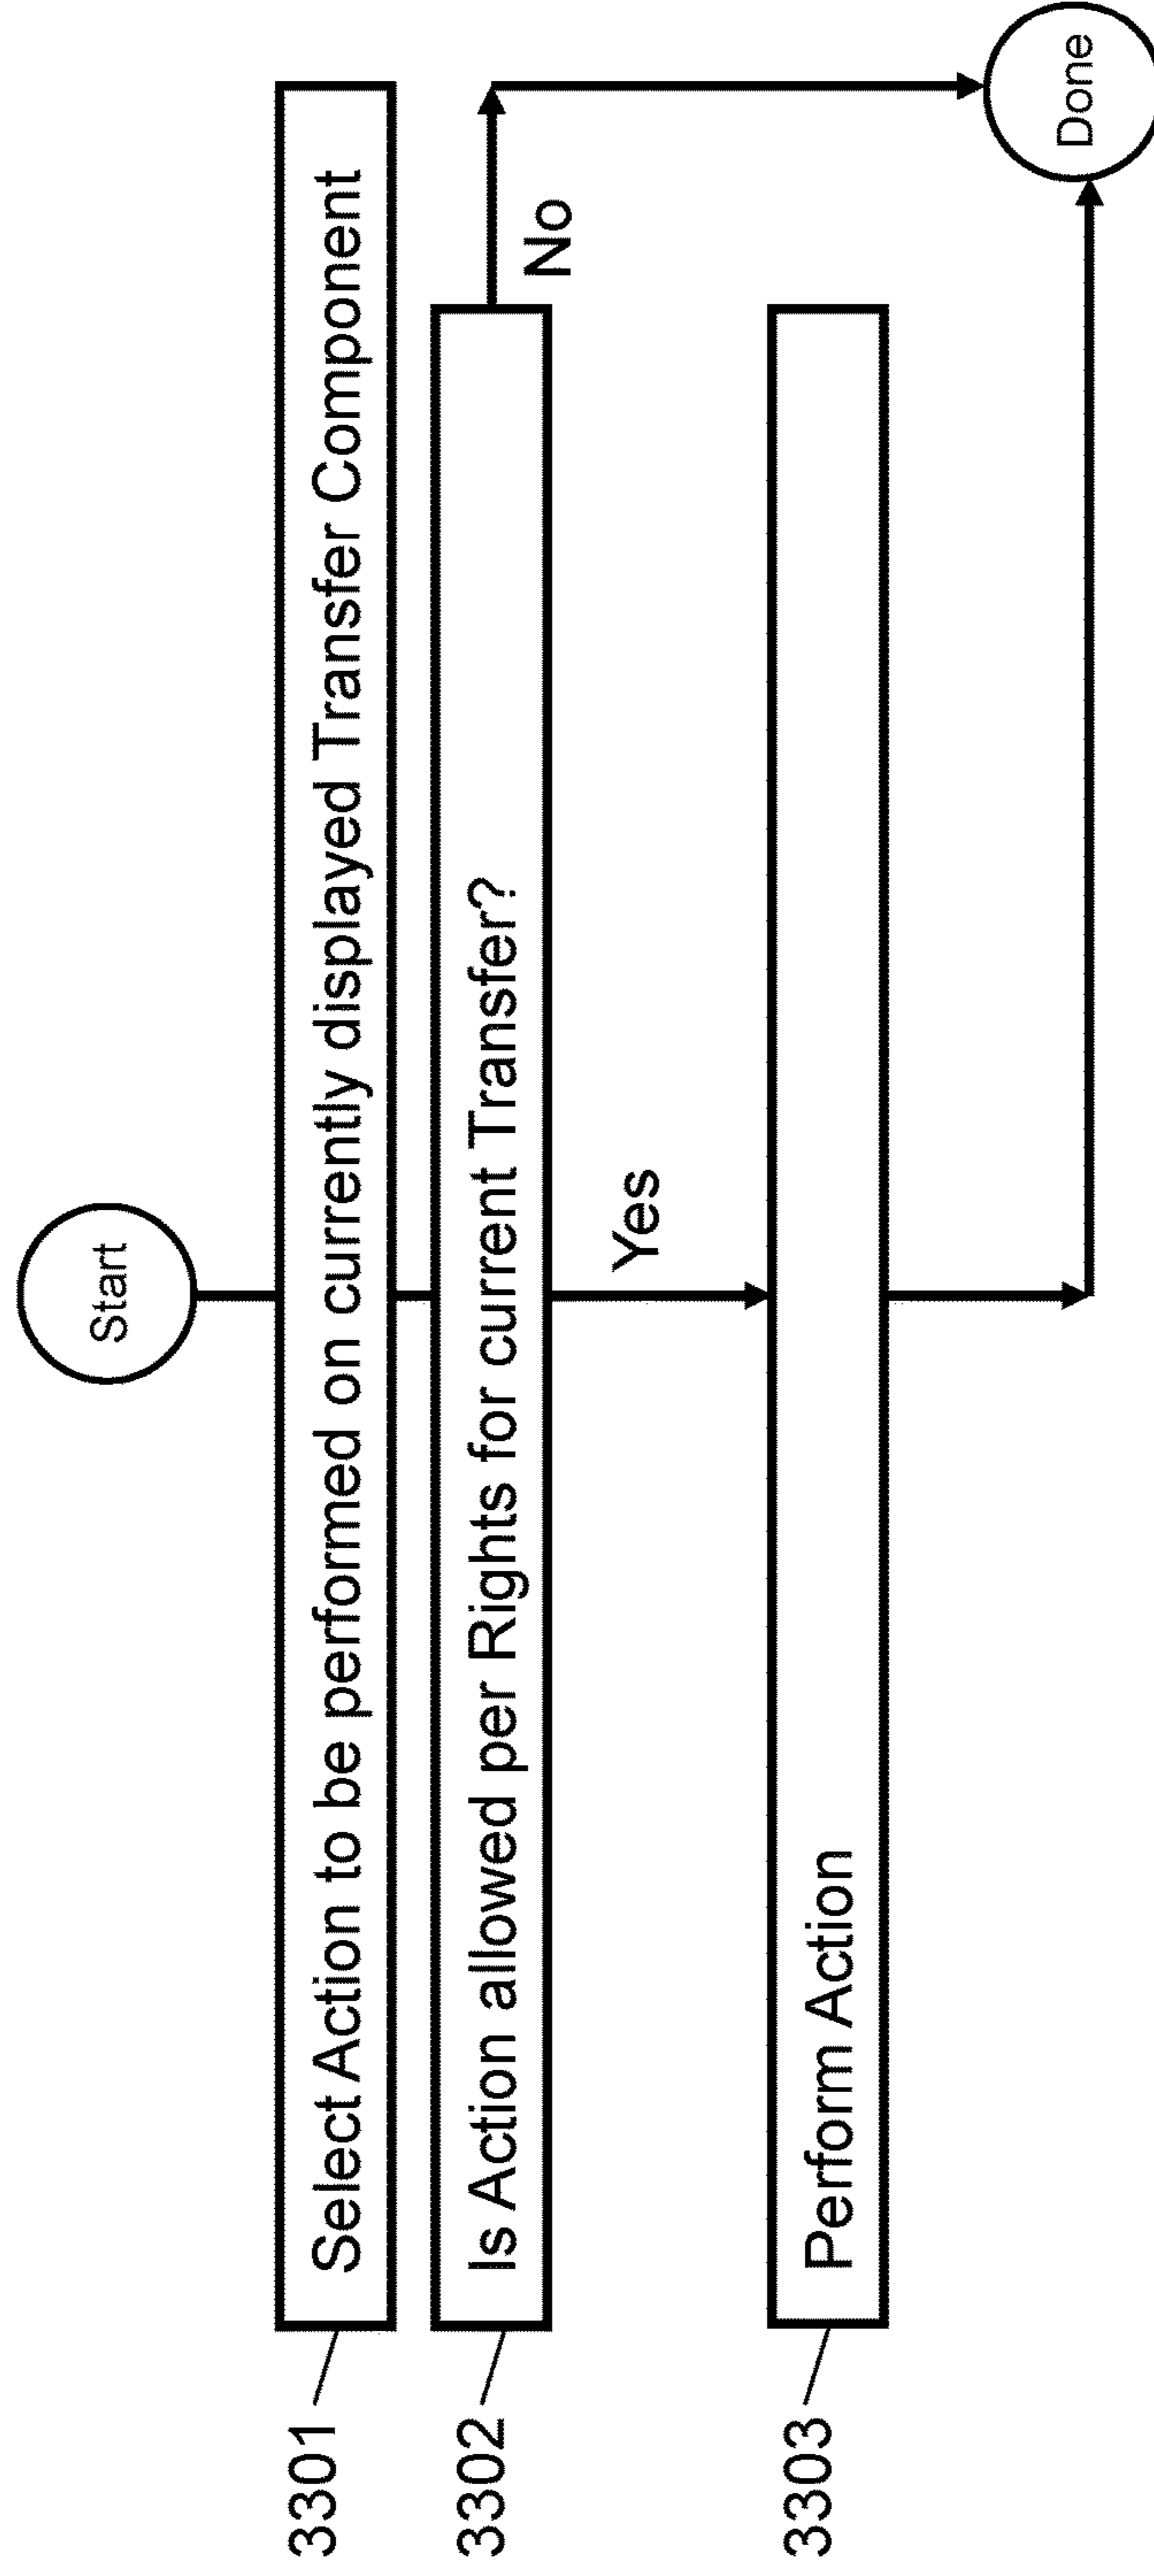 Start
3301
Select Action to be performed on currently displayed Transfer Component
3302
Is Action allowed per Rights for current Transfer?
No
Yes
3303
Perform Action
Done